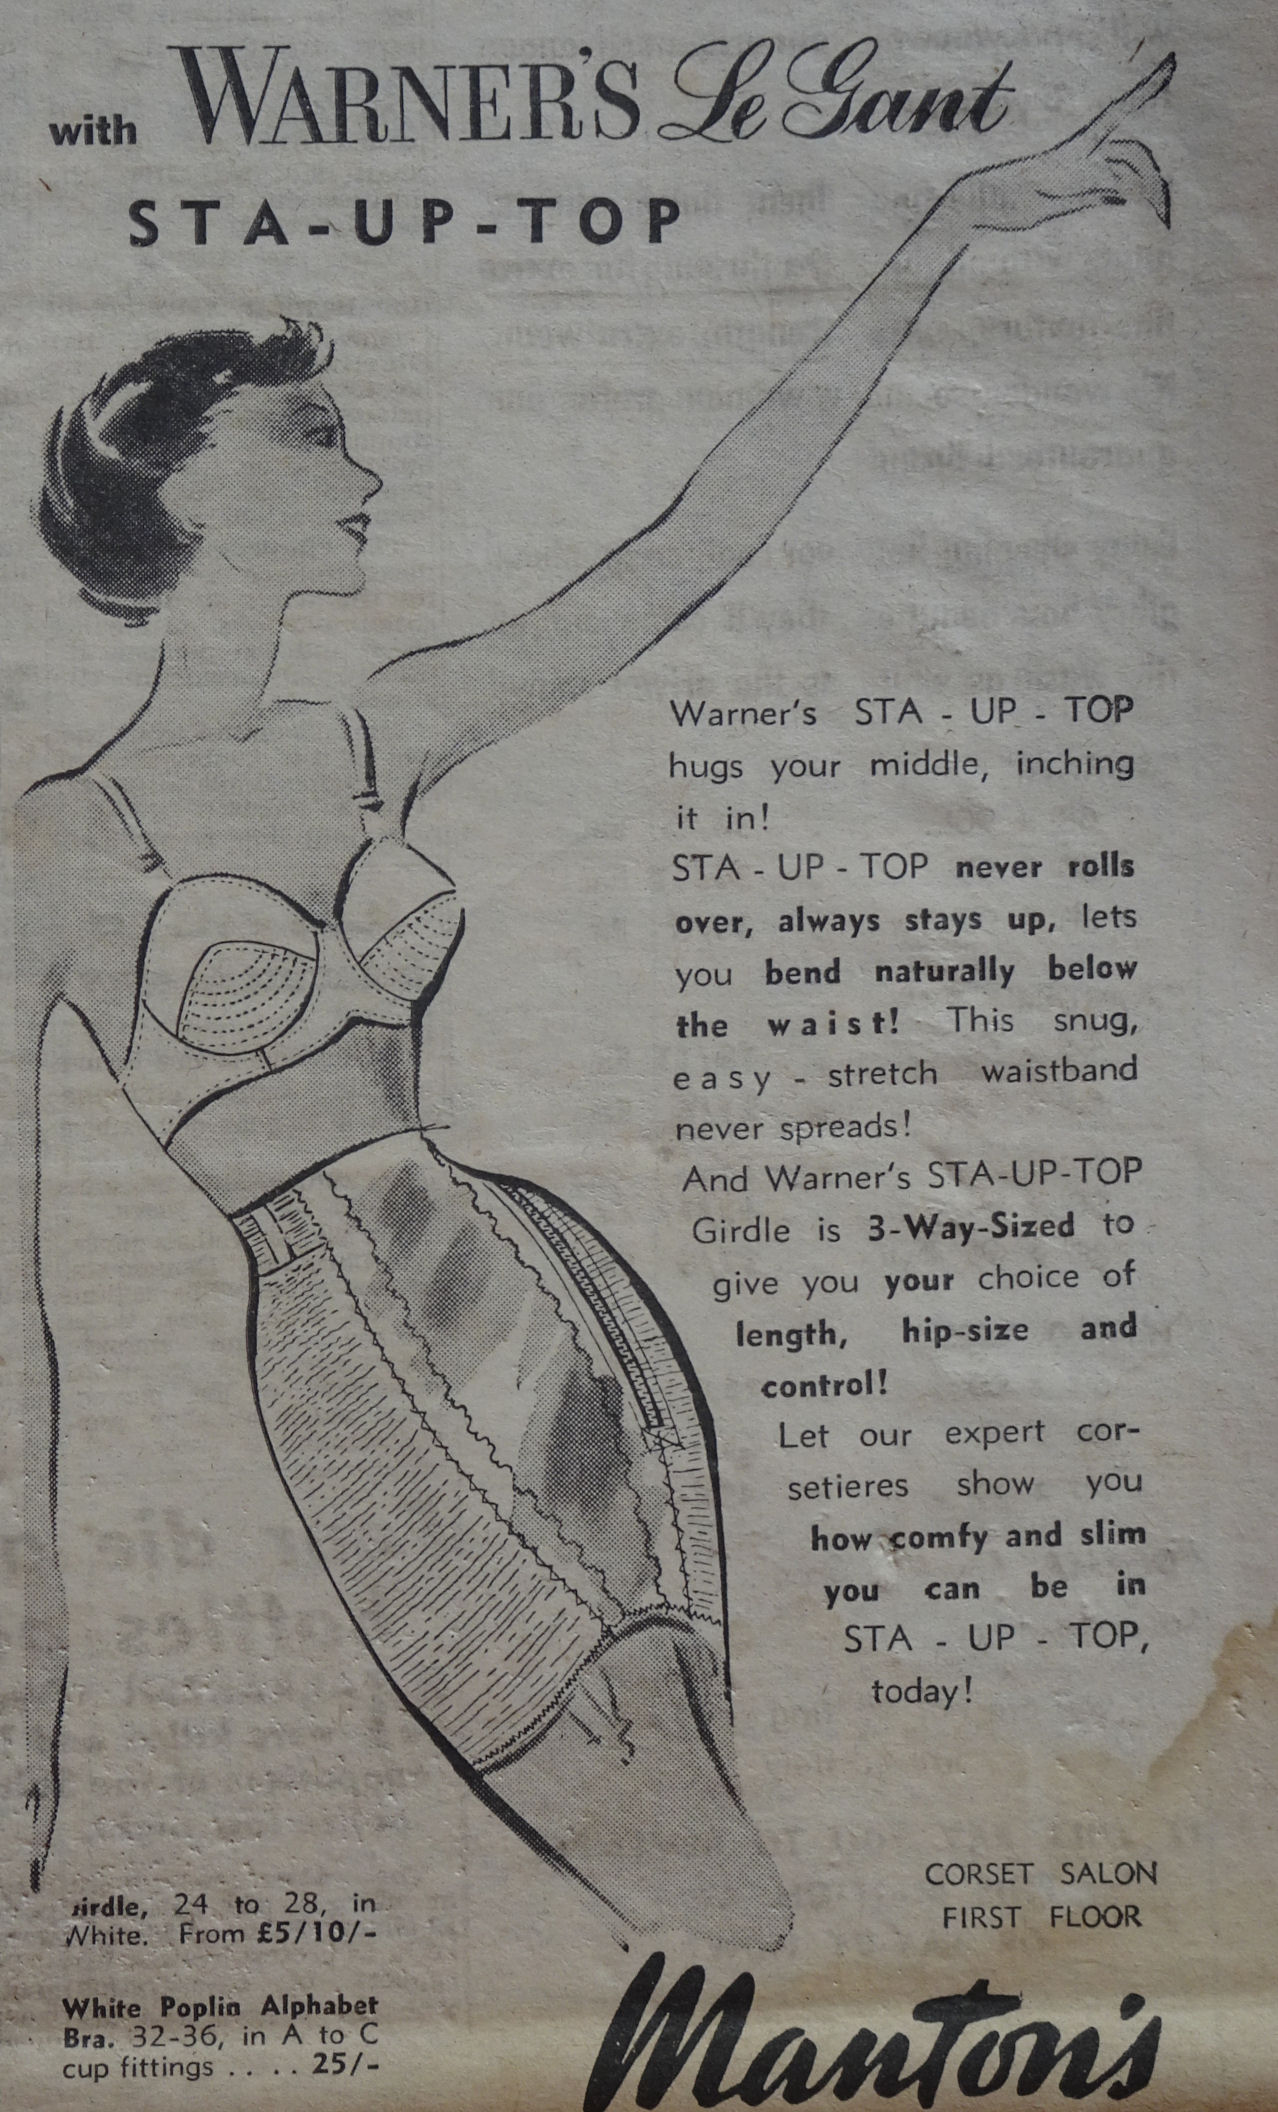 with WARNER'S Le Gant
STA-UP-TOP
Warner's STA - UP - TOP
hugs your middle, inching
it in!
STA - UP - TOP never rolls
over, always stays up, lets
you bend naturally below
the waist! This snug,
easy - stretch waistband
never spreads!
And Warner's STA-UP-TOP
Girdle is 3-Way-Sized to
give you your choice of
length, hip-size and
control!
Let our expert cor-
setieres show you
how comfy and slim
you can be in
STA - UP - TOP,
today!
Girdle, 24 to 28, in
White. From £5/10/-
White Poplin Alphabet
Bra. 32-36, in A to C
cup fittings . . . . 25/-
CORSET SALON
FIRST FLOOR
Manton's